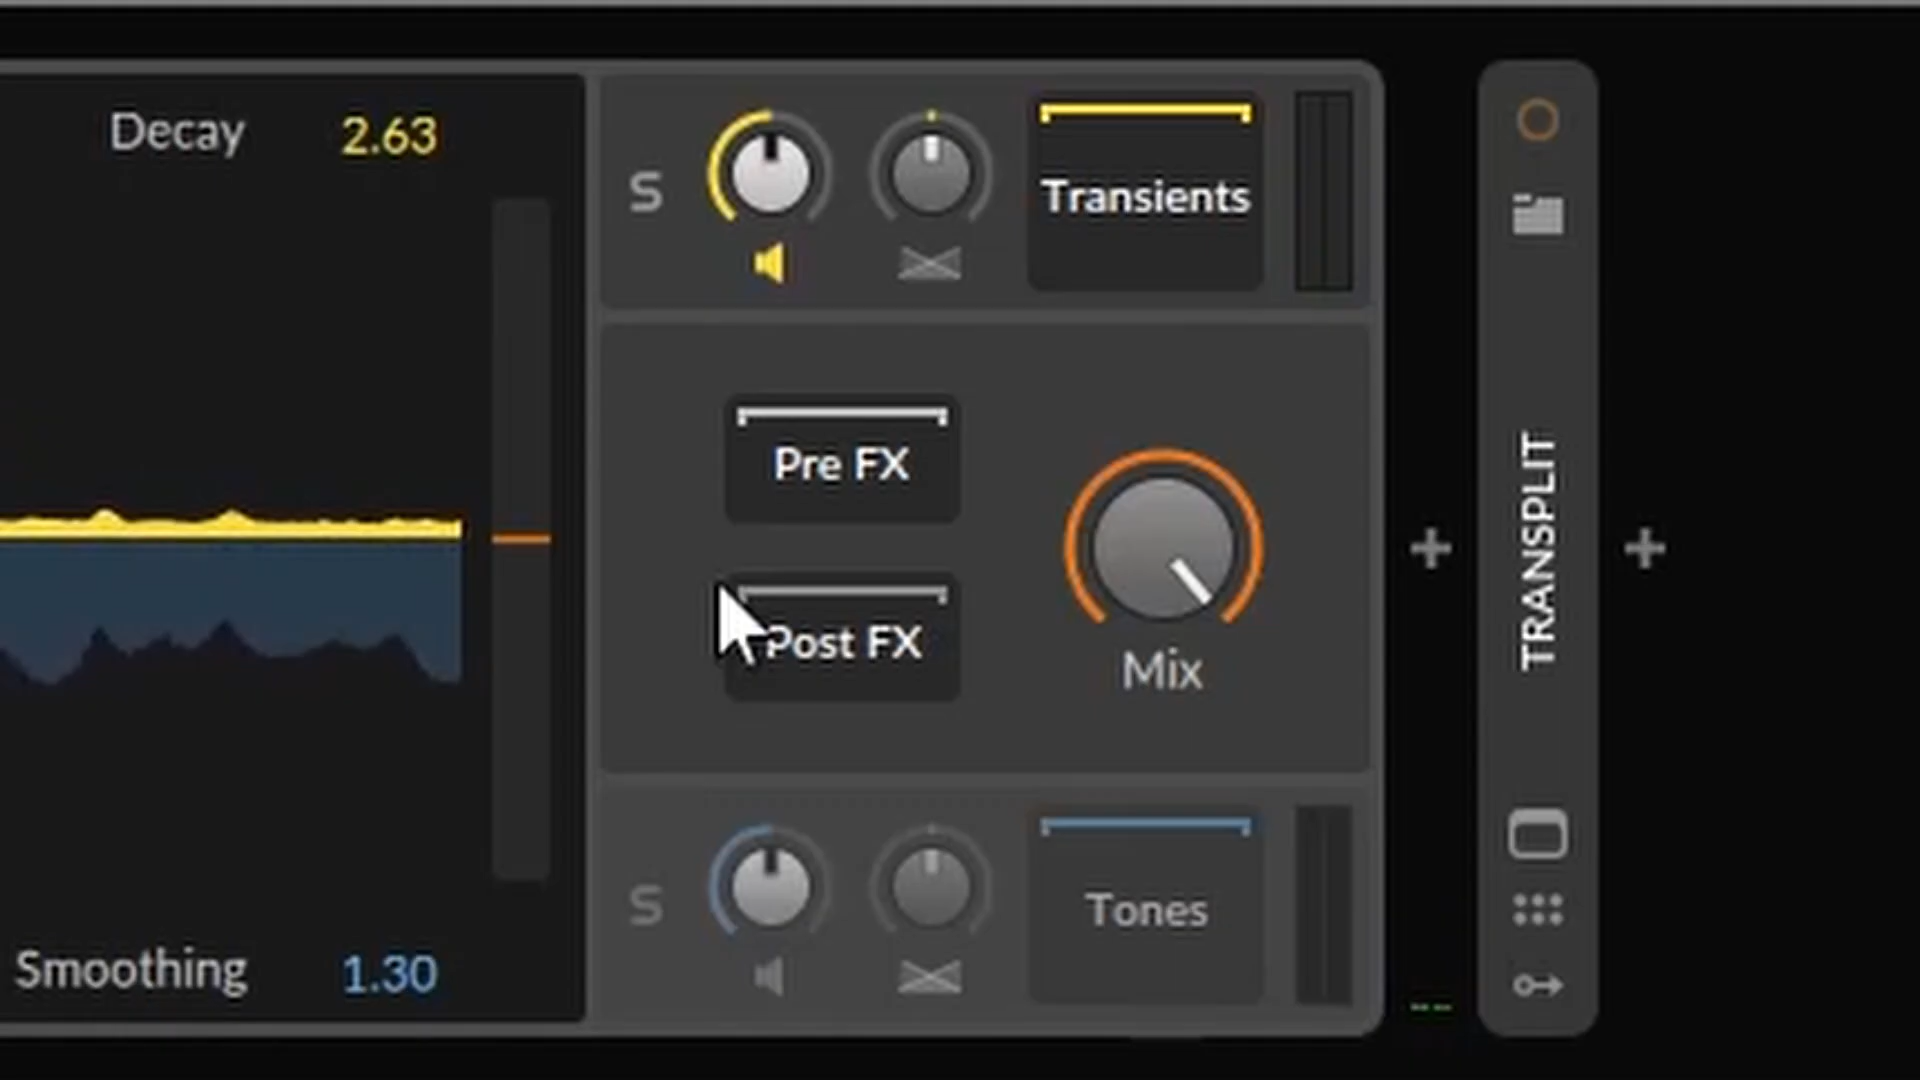 Decay 2.63
S
Transients
Pre FX
Post FX
Mix
TRANSPLIT
S
Tones
Smoothing 1.30